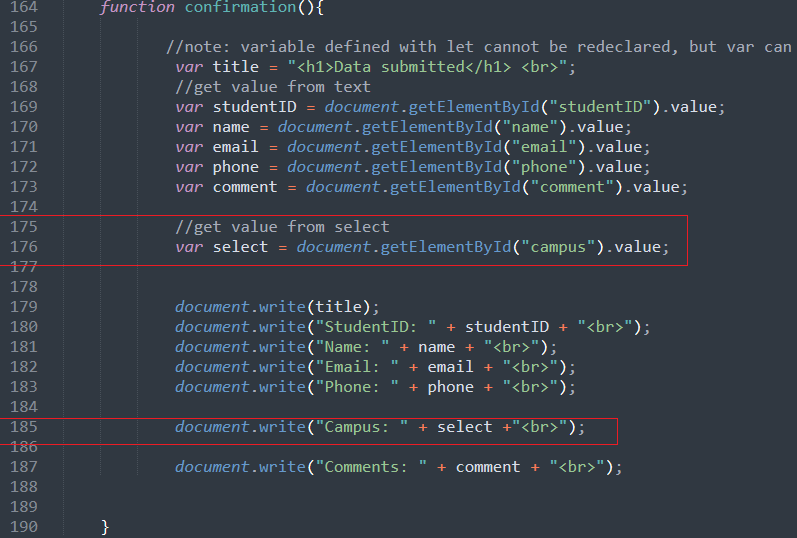 164 function confirmation(){
165
166 //note: variable defined with let cannot be redeclared, but var can
167 var title = "<h1>Data submitted</h1> <br>";
168 //get value from text
169 var studentID = document.getElementById("studentID").value;
170 var name = document.getElementById("name").value;
171 var email = document.getElementById("email").value;
172 var phone = document.getElementById("phone").value;
173 var comment = document.getElementById("comment").value;
174
175 //get value from select
176 var select = document.getElementById("campus").value;
177
178
179 document.write(title);
180 document.write("StudentID: " + studentID + "<br>");
181 document.write("Name: " + name + "<br>");
182 document.write("Email: " + email + "<br>");
183 document.write("Phone: " + phone + "<br>");
184
185 document.write("Campus: " + select +"<br>");
186
187 document.write("Comments: " + comment + "<br>");
188
189
190 }